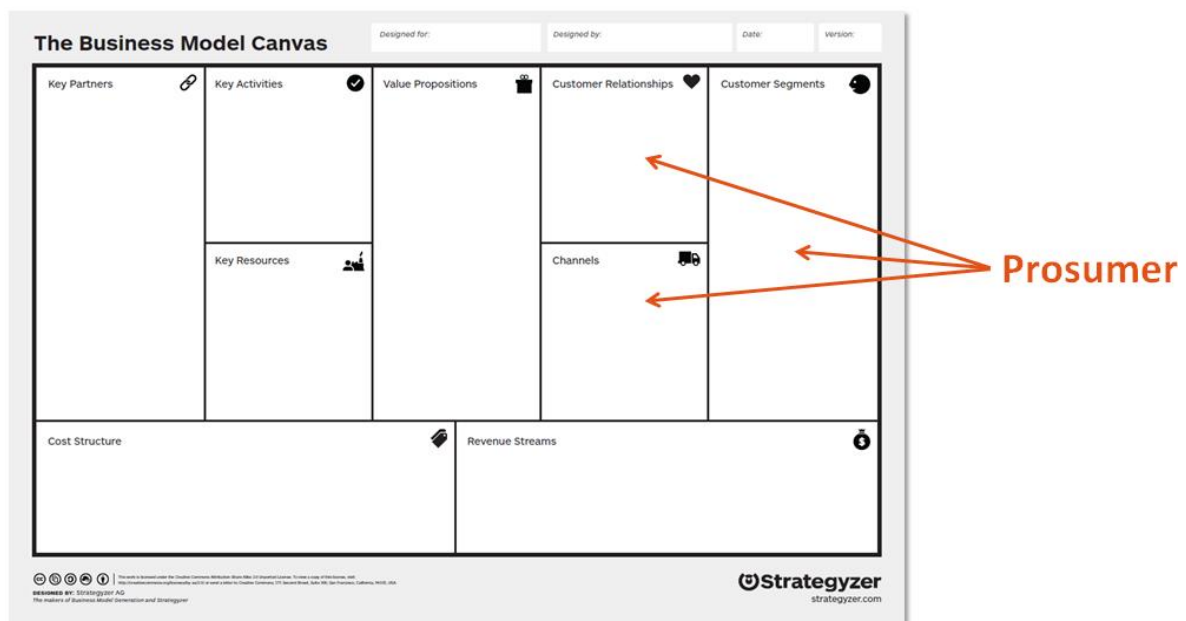 The Business Model Canvas
Designed for:
Designed by:
Date:
Version:
Key Partners
Key Activities
Value Propositions
Customer Relationships
Customer Segments
Key Resources
Channels
Prosumer
Cost Structure
Revenue Streams
DESIGNED BY: Strategyzer AG
The makers of Business Model Generation and Strategyzer
Strategyzer
strategyzer.com